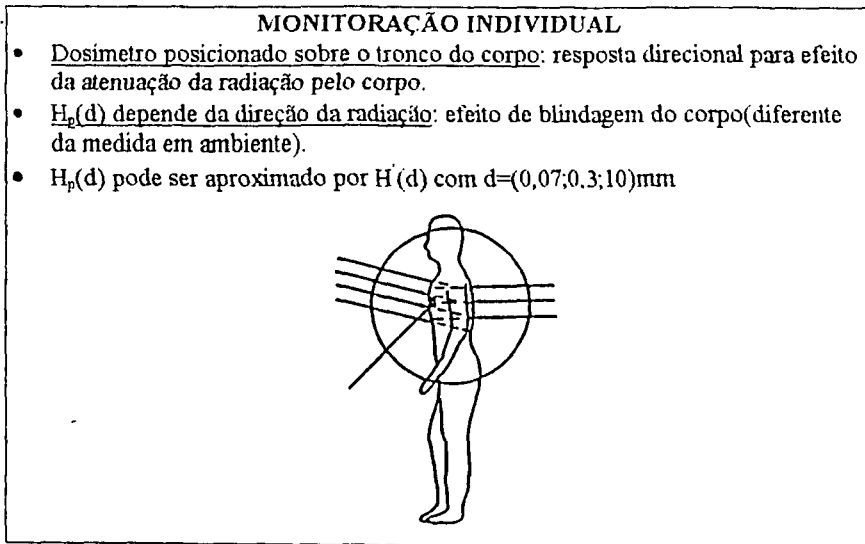 MONITORAÇÃO INDIVIDUAL
• Dosímetro posicionado sobre o tronco do corpo: resposta direcional para efeito
da atenuação da radiação pelo corpo.
• Hp(d) depende da direção da radiação: efeito de blindagem do corpo(diferente
da medida em ambiente).
• Hp(d) pode ser aproximado por H'(d) com d=(0,07;0.3;10)mm